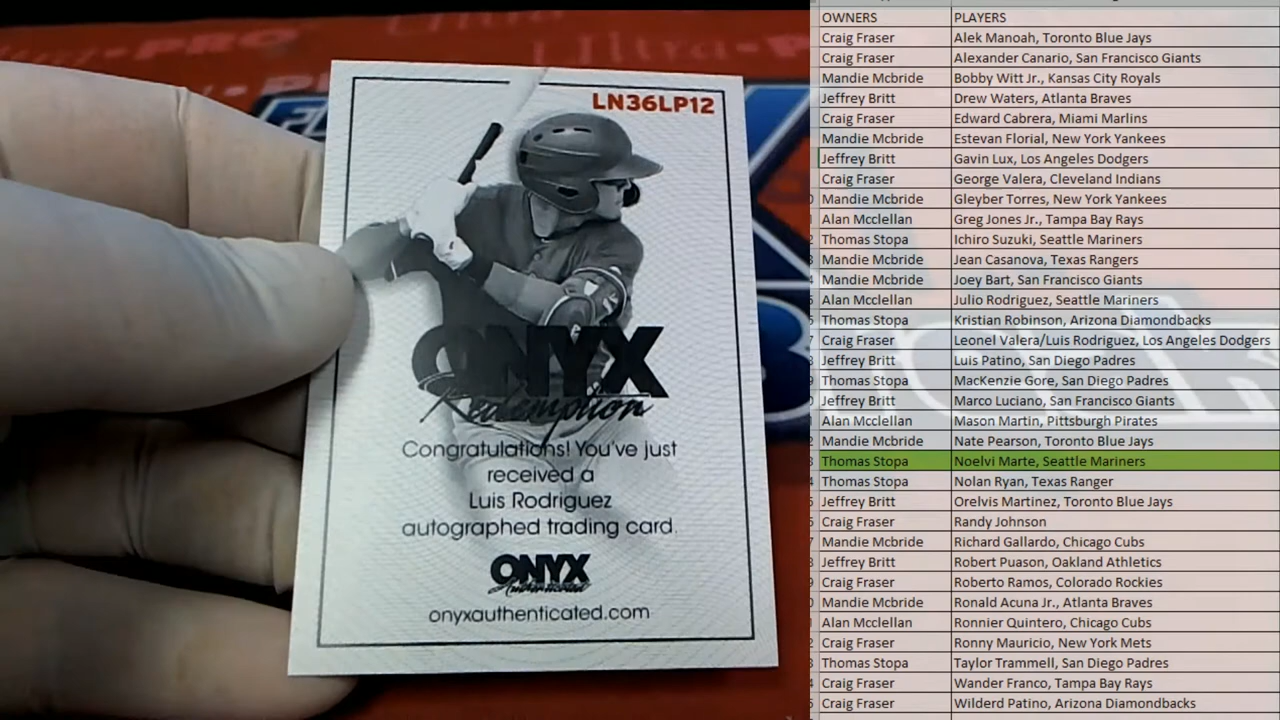 LN36LP12
ONYX
Redemption
Congratulations! You've just
received a
Luis Rodriguez
autographed trading card.
ONYX
Authenticated
onyxauthenticated.com
OWNERS PLAYERS
Craig Fraser Alek Manoah, Toronto Blue Jays
Craig Fraser Alexander Canario, San Francisco Giants
Mandie Mcbride Bobby Witt Jr., Kansas City Royals
Jeffrey Britt Drew Waters, Atlanta Braves
Craig Fraser Edward Cabrera, Miami Marlins
Mandie Mcbride Estevan Florial, New York Yankees
Jeffrey Britt Gavin Lux, Los Angeles Dodgers
Craig Fraser George Valera, Cleveland Indians
Mandie Mcbride Gleyber Torres, New York Yankees
Alan Mcclellan Greg Jones Jr., Tampa Bay Rays
Thomas Stopa Ichiro Suzuki, Seattle Mariners
Mandie Mcbride Jean Casanova, Texas Rangers
Mandie Mcbride Joey Bart, San Francisco Giants
Alan Mcclellan Julio Rodriguez, Seattle Mariners
Thomas Stopa Kristian Robinson, Arizona Diamondbacks
Craig Fraser Leonel Valera/Luis Rodriguez, Los Angeles Dodgers
Jeffrey Britt Luis Patino, San Diego Padres
Thomas Stopa MacKenzie Gore, San Diego Padres
Jeffrey Britt Marco Luciano, San Francisco Giants
Alan Mcclellan Mason Martin, Pittsburgh Pirates
Mandie Mcbride Nate Pearson, Toronto Blue Jays
Thomas Stopa Noelvi Marte, Seattle Mariners
Thomas Stopa Nolan Ryan, Texas Ranger
Jeffrey Britt Orelvis Martinez, Toronto Blue Jays
Craig Fraser Randy Johnson
Mandie Mcbride Richard Gallardo, Chicago Cubs
Jeffrey Britt Robert Puason, Oakland Athletics
Craig Fraser Roberto Ramos, Colorado Rockies
Mandie Mcbride Ronald Acuna Jr., Atlanta Braves
Alan Mcclellan Ronnier Quintero, Chicago Cubs
Craig Fraser Ronny Mauricio, New York Mets
Thomas Stopa Taylor Trammell, San Diego Padres
Craig Fraser Wander Franco, Tampa Bay Rays
Craig Fraser Wilderd Patino, Arizona Diamondbacks